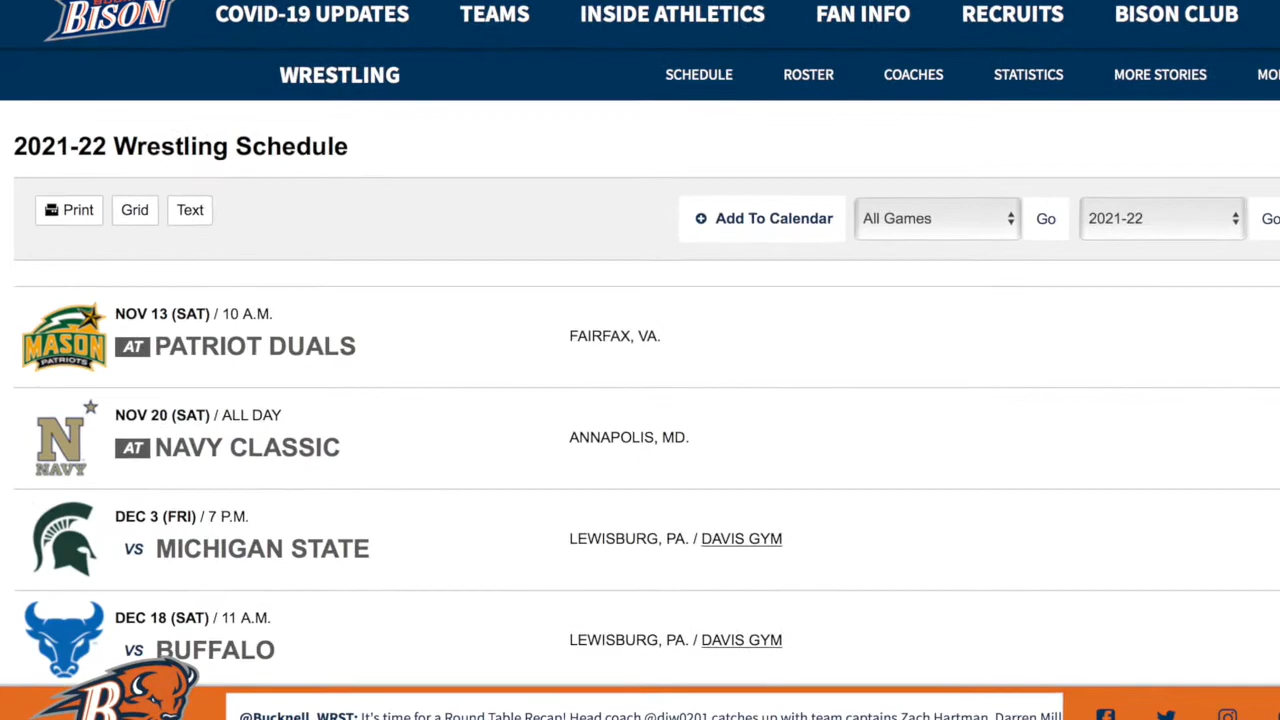 BISON COVID-19 UPDATES TEAMS INSIDE ATHLETICS FAN INFO RECRUITS BISON CLUB
WRESTLING SCHEDULE ROSTER COACHES STATISTICS MORE STORIES MO
2021-22 Wrestling Schedule
Print Grid Text Add To Calendar All Games Go 2021-22 Go
NOV 13 (SAT) / 10 A.M.
MASON PATRIOTS AT PATRIOT DUALS FAIRFAX, VA.
NOV 20 (SAT) / ALL DAY
N NAVY AT NAVY CLASSIC ANNAPOLIS, MD.
DEC 3 (FRI) / 7 P.M.
VS MICHIGAN STATE LEWISBURG, PA. / DAVIS GYM
DEC 18 (SAT) / 11 A.M.
VS BUFFALO LEWISBURG, PA. / DAVIS GYM
B @Bucknell_WRST: It's time for a Round Table Recap! Head coach @djw0201 catches up with team captains Zach Hartman, Darren Mill